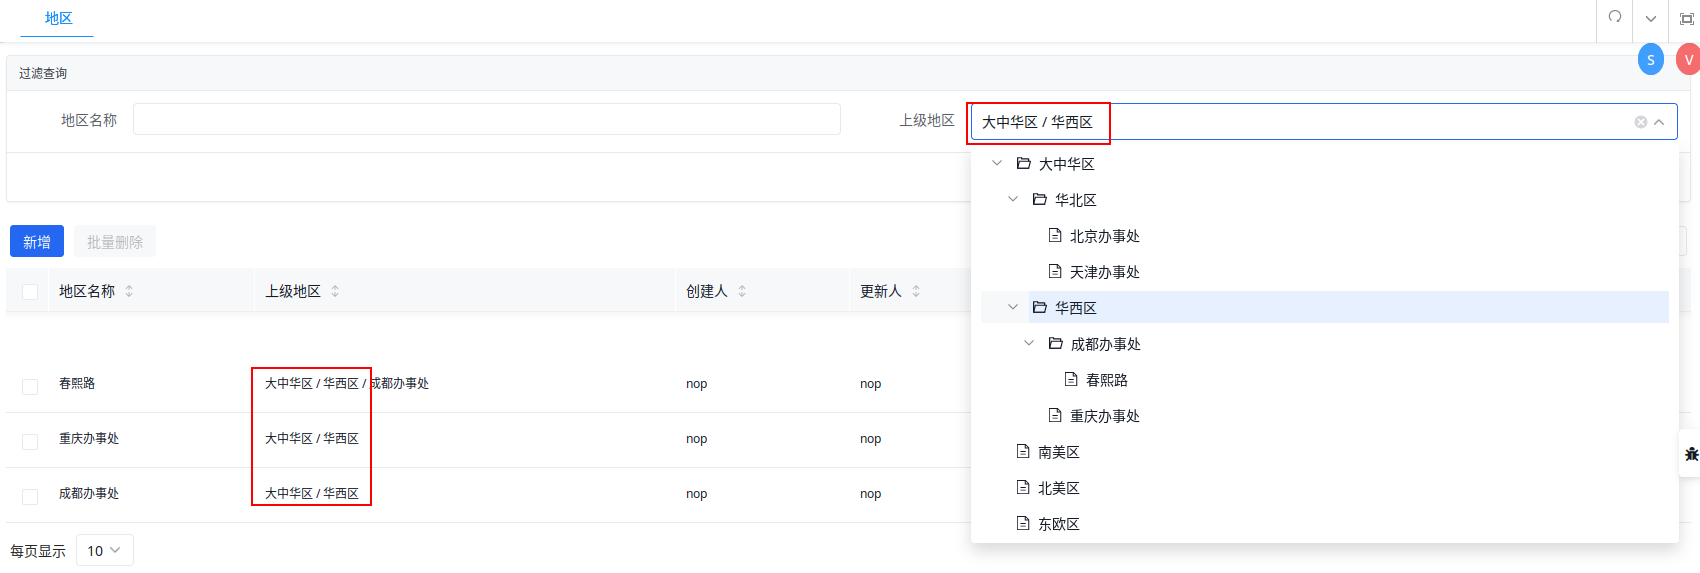 地区
S V
过滤查询
地区名称
上级地区 大中华区 / 华西区
大中华区
华北区
北京办事处
天津办事处
华西区
成都办事处
春熙路
重庆办事处
南美区
北美区
东欧区
新增 批量删除
地区名称 上级地区 创建人 更新人
春熙路 大中华区 / 华西区 / 成都办事处 nop nop
重庆办事处 大中华区 / 华西区 nop nop
成都办事处 大中华区 / 华西区 nop nop
每页显示 10